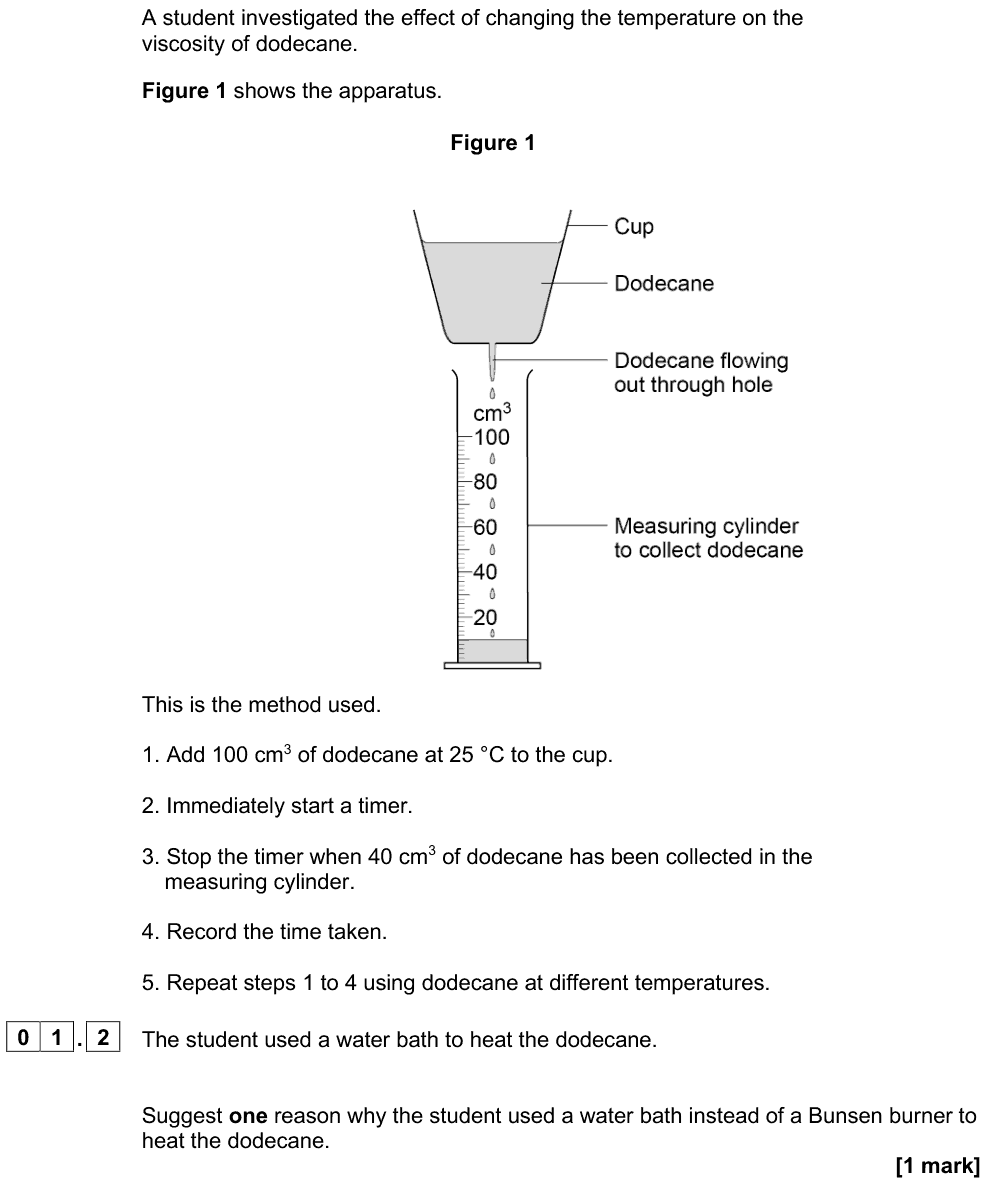 A student investigated the effect of changing the temperature on the
viscosity of dodecane.
Figure 1 shows the apparatus.
Figure 1
Cup
Dodecane
Dodecane flowing
out through hole
cm³
100
80
60
40
20
Measuring cylinder
to collect dodecane
This is the method used.
1. Add 100 cm³ of dodecane at 25 °C to the cup.
2. Immediately start a timer.
3. Stop the timer when 40 cm³ of dodecane has been collected in the
measuring cylinder.
4. Record the time taken.
5. Repeat steps 1 to 4 using dodecane at different temperatures.
0 1 . 2 The student used a water bath to heat the dodecane.
Suggest one reason why the student used a water bath instead of a Bunsen burner to
heat the dodecane.
[1 mark]